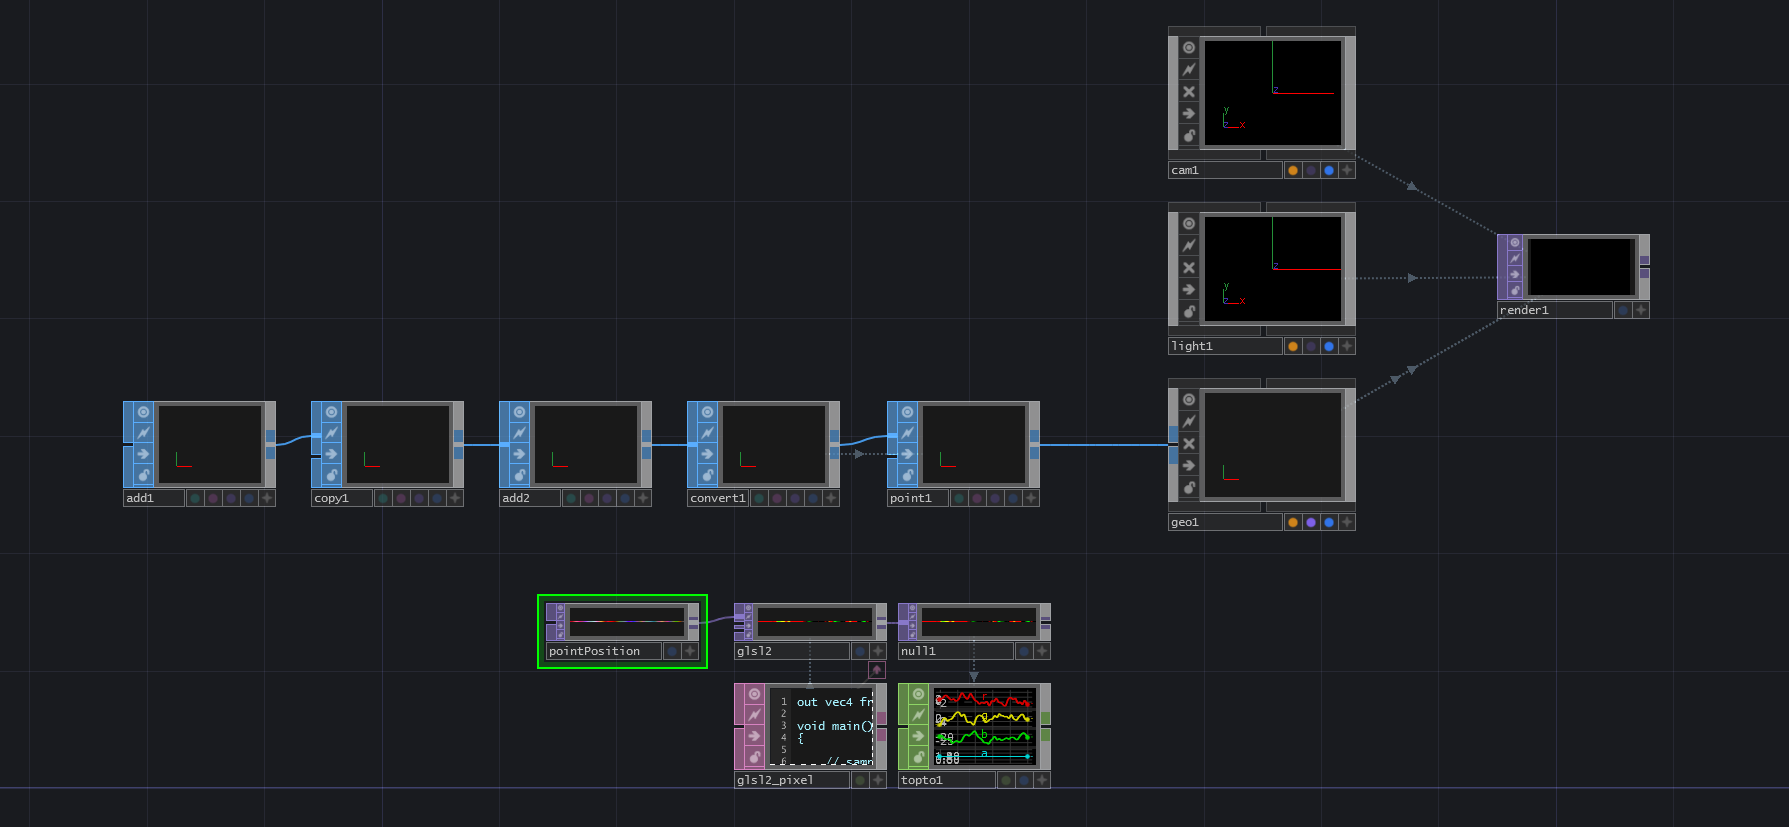 z
y
z
x
cam1
z
y
z
x
light1
render1
add1
copy1
add2
convert1
point1
geo1
pointPosition
glsl2
null1
1 out vec4 fr
2
3 void main()
4 {
5
6 // samp
r
g
b
a
glsl2_pixel
topto1